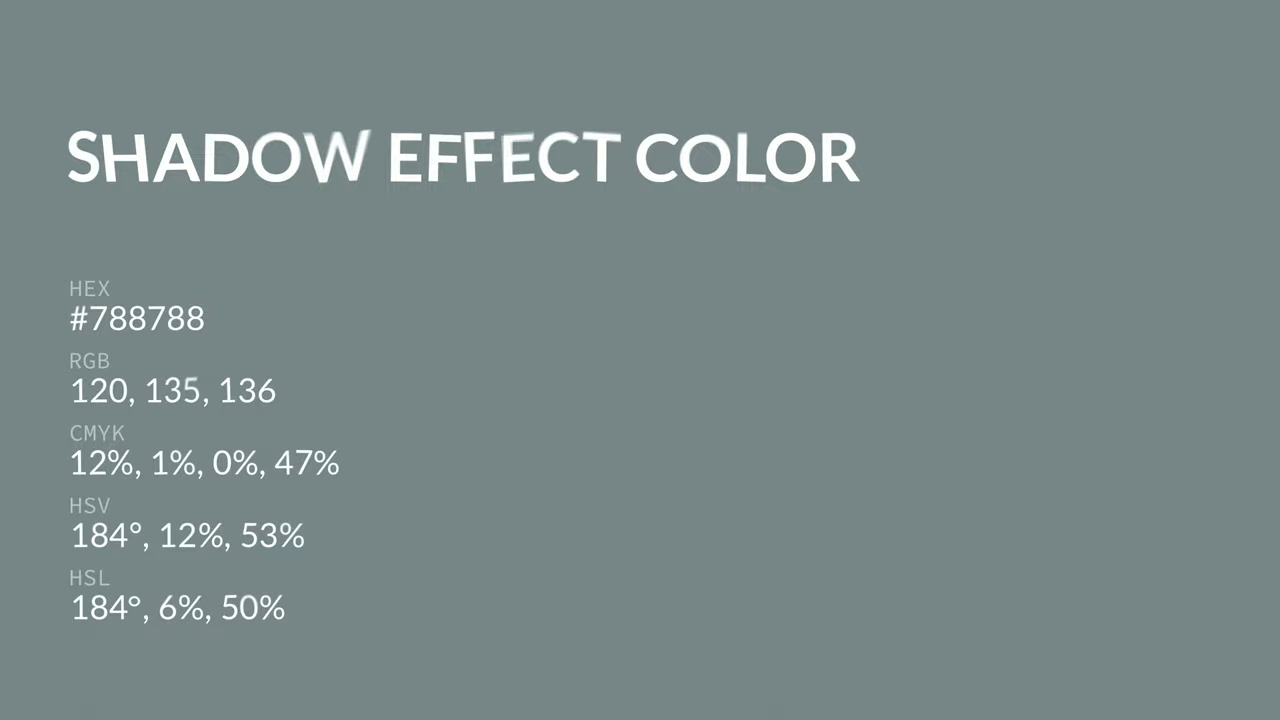 SHADOW EFFECT COLOR
HEX
#788788
RGB
120, 135, 136
CMYK
12%, 1%, 0%, 47%
HSV
184°, 12%, 53%
HSL
184°, 6%, 50%